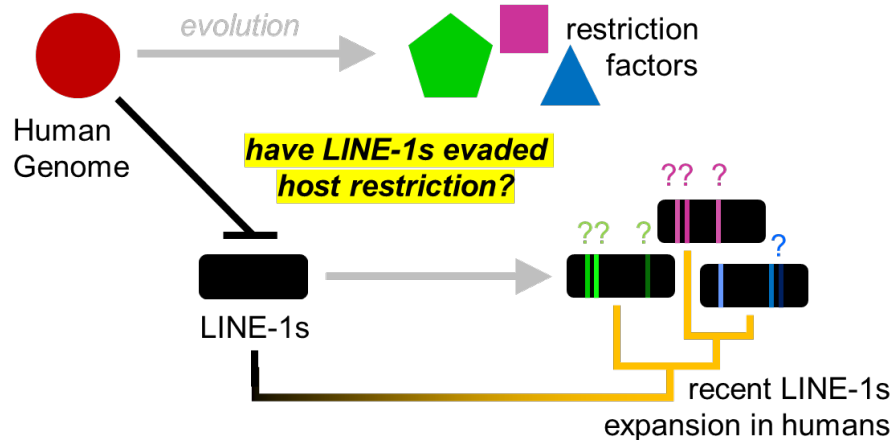 evolution
restriction
factors
Human
Genome
have LINE-1s evaded
host restriction?
?? ?
?? ?
?
LINE-1s
recent LINE-1s
expansion in humans